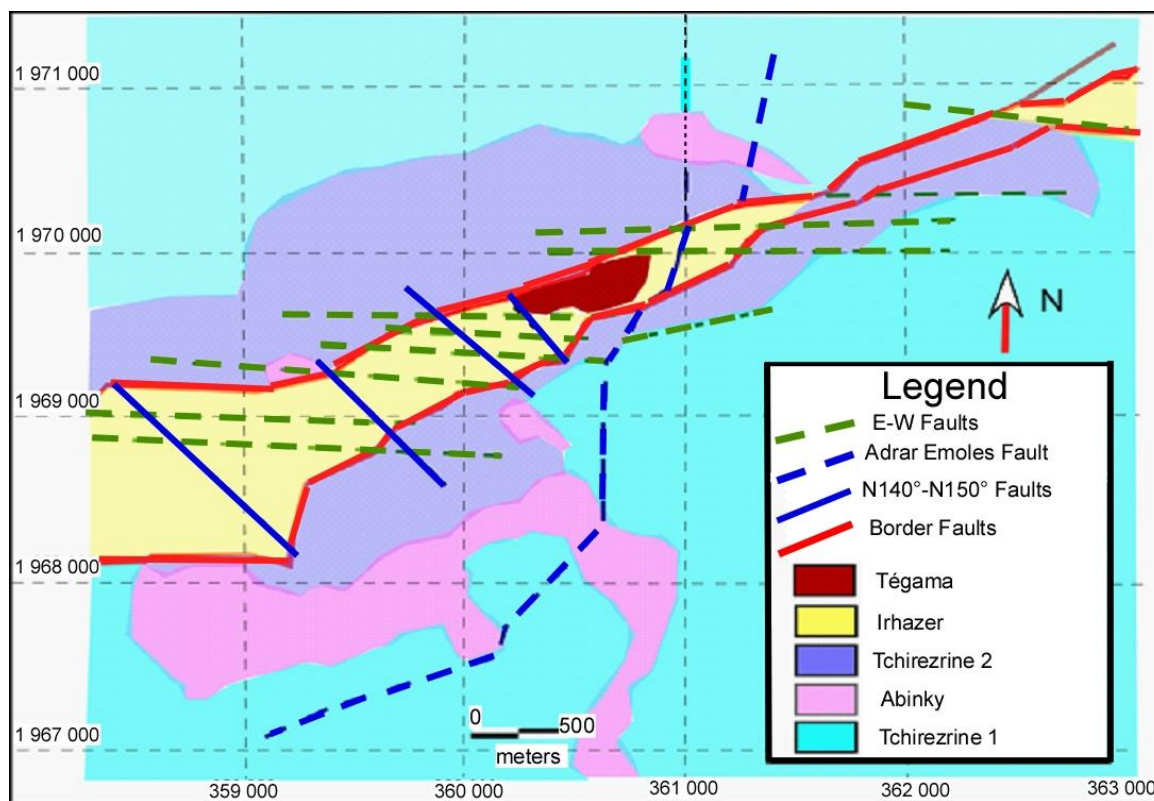 1 971 000
1 970 000
1 969 000
1 968 000
1 967 000
N
Legend
E-W Faults
Adrar Emoles Fault
N140°-N150° Faults
Border Faults
Tégama
Irhazer
Tchirezrine 2
Abinky
Tchirezrine 1
0 500
meters
359 000 360 000 361 000 362 000 363 000